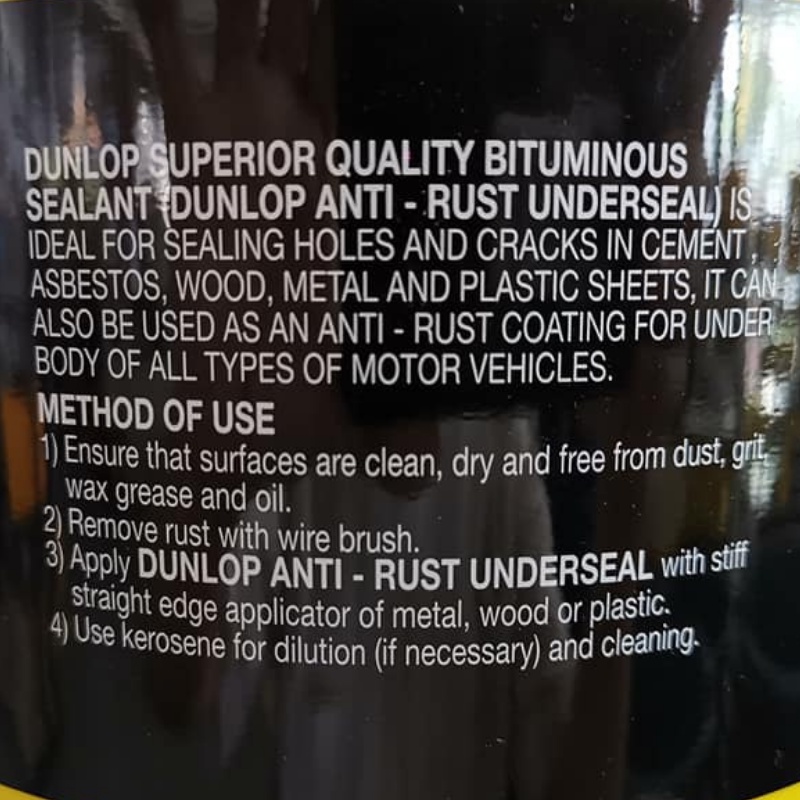 DUNLOP SUPERIOR QUALITY BITUMINOUS
SEALANT (DUNLOP ANTI - RUST UNDERSEAL) IS
IDEAL FOR SEALING HOLES AND CRACKS IN CEMENT,
ASBESTOS, WOOD, METAL AND PLASTIC SHEETS, IT CAN
ALSO BE USED AS AN ANTI - RUST COATING FOR UNDER
BODY OF ALL TYPES OF MOTOR VEHICLES.
METHOD OF USE
1) Ensure that surfaces are clean, dry and free from dust, grit,
wax grease and oil.
2) Remove rust with wire brush.
3) Apply DUNLOP ANTI - RUST UNDERSEAL with stiff
straight edge applicator of metal, wood or plastic.
4) Use kerosene for dilution (if necessary) and cleaning.